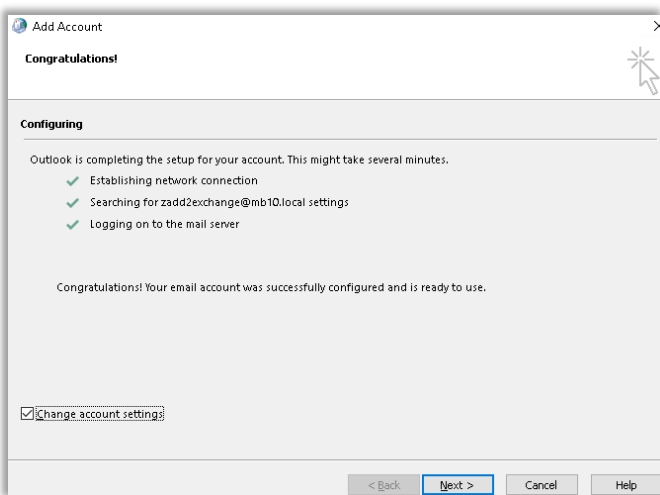 Add Account
Congratulations!
Configuring
Outlook is completing the setup for your account. This might take several minutes.
Establishing network connection
Searching for zadd2exchange@mb10.local settings
Logging on to the mail server
Congratulations! Your email account was successfully configured and is ready to use.
Change account settings
< Back Next > Cancel Help